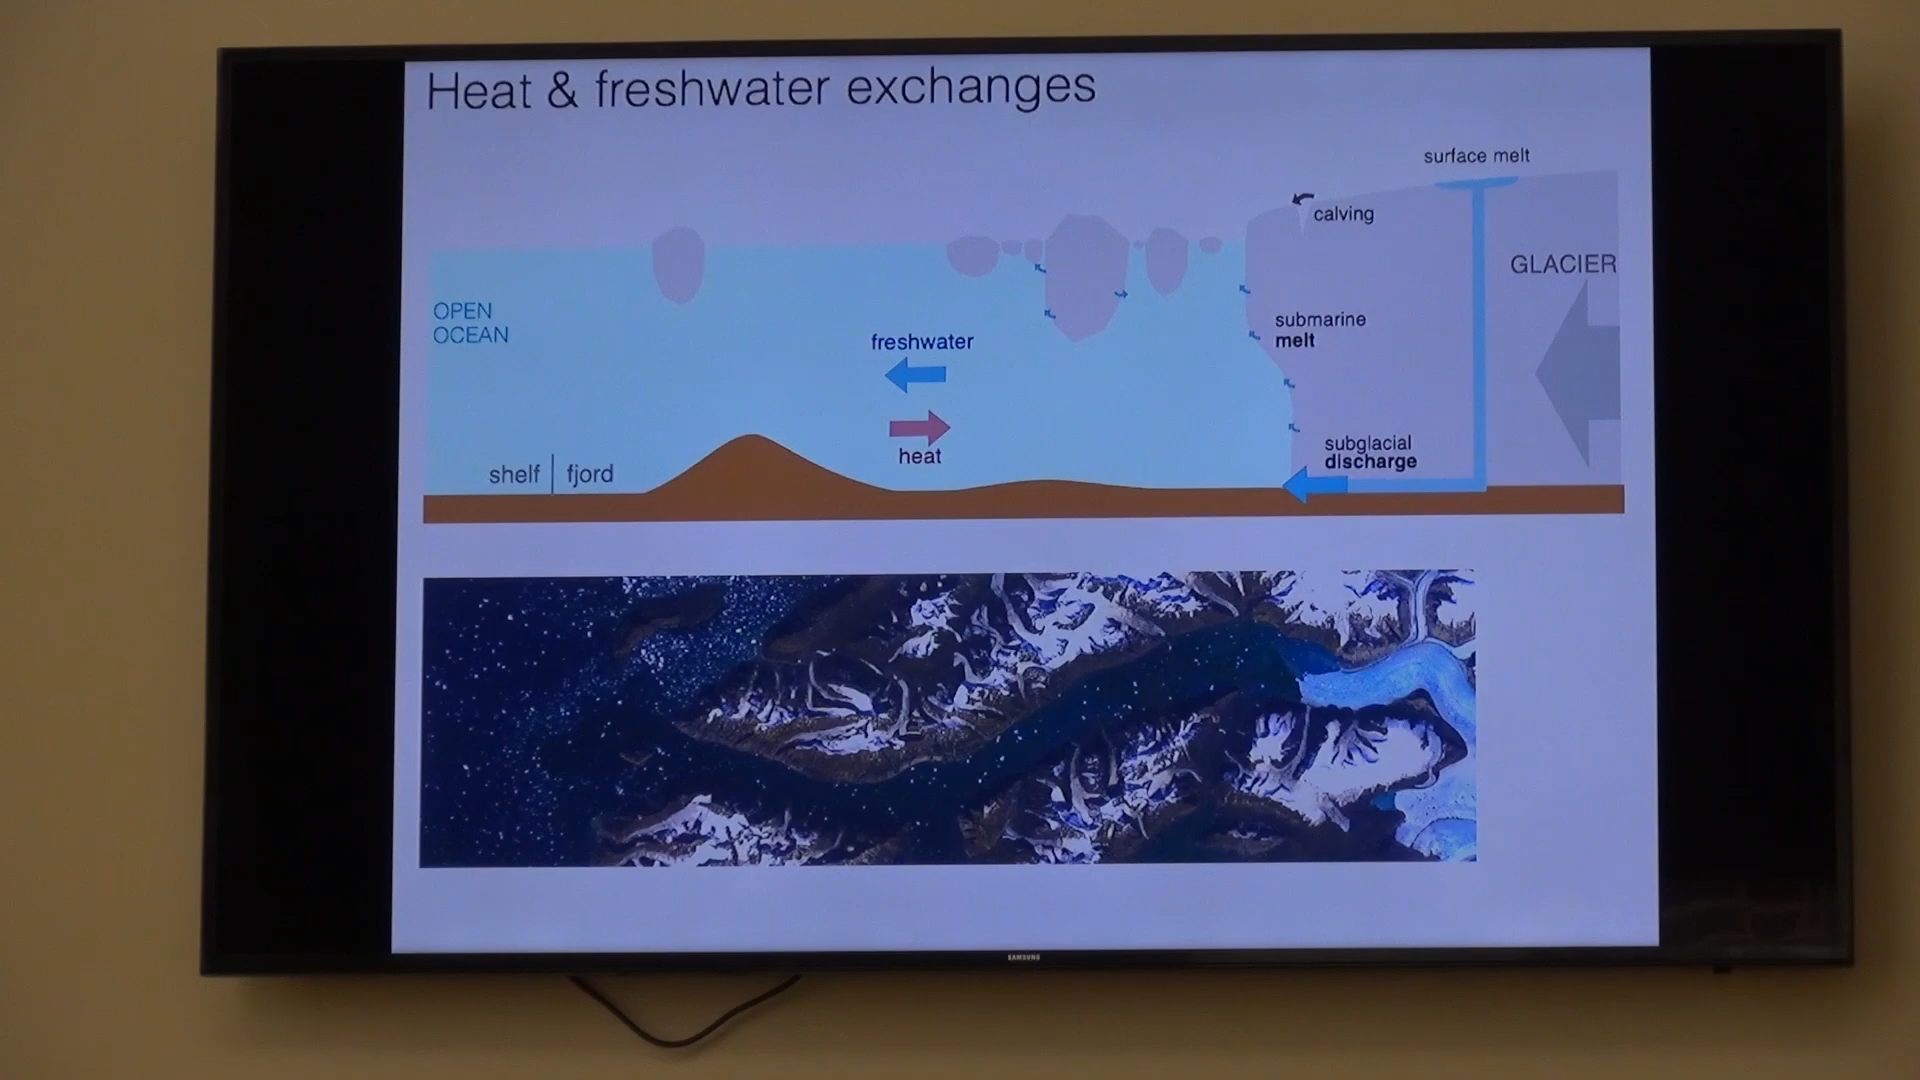 Heat & freshwater exchanges
surface melt
calving
GLACIER
OPEN
OCEAN
submarine
melt
freshwater
heat
subglacial
discharge
shelf
fjord
SAMSUNG